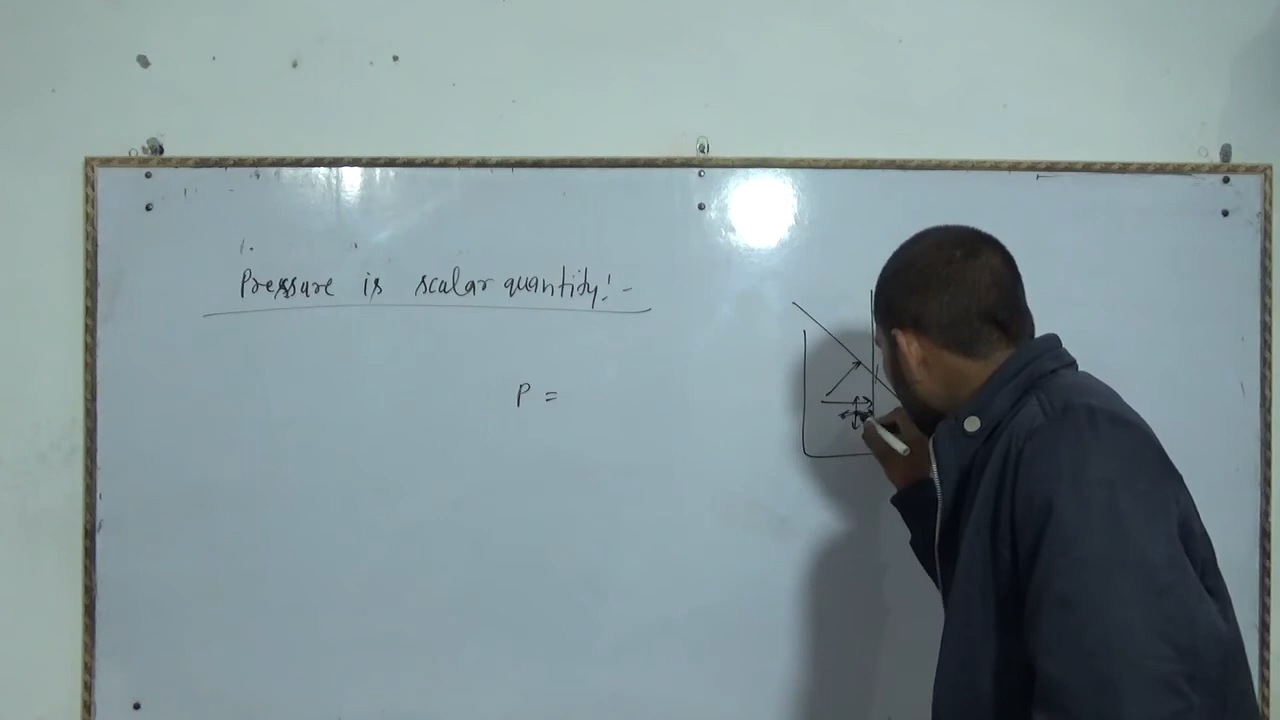 Pressure is scalar quantity:-
P =